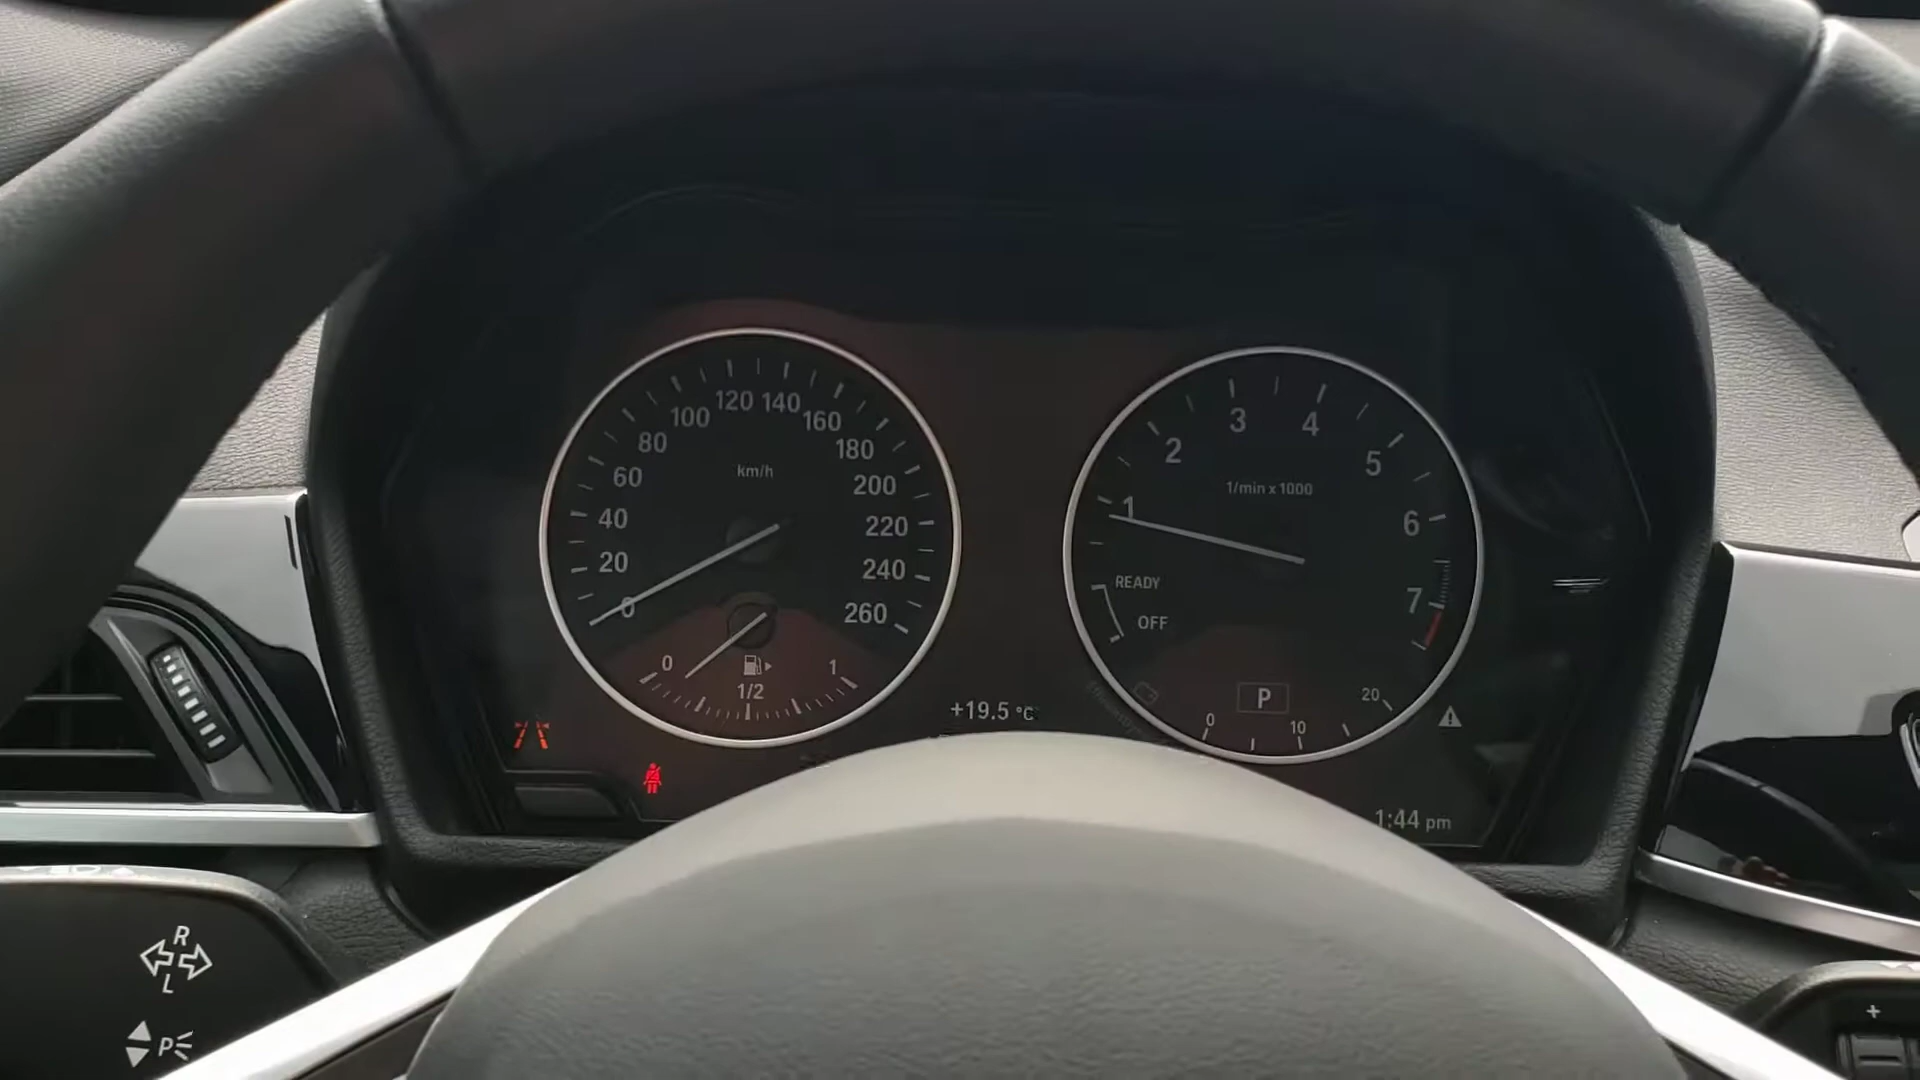 120 140
100 160
80 180
60 200
40 220
20 240
0 260
km/h
0 1/2 1
+19.5 °C
1 2 3 4 5 6 7
1/min x 1000
READY
OFF
P
0 10 20
1:44 pm
R
L
P
+